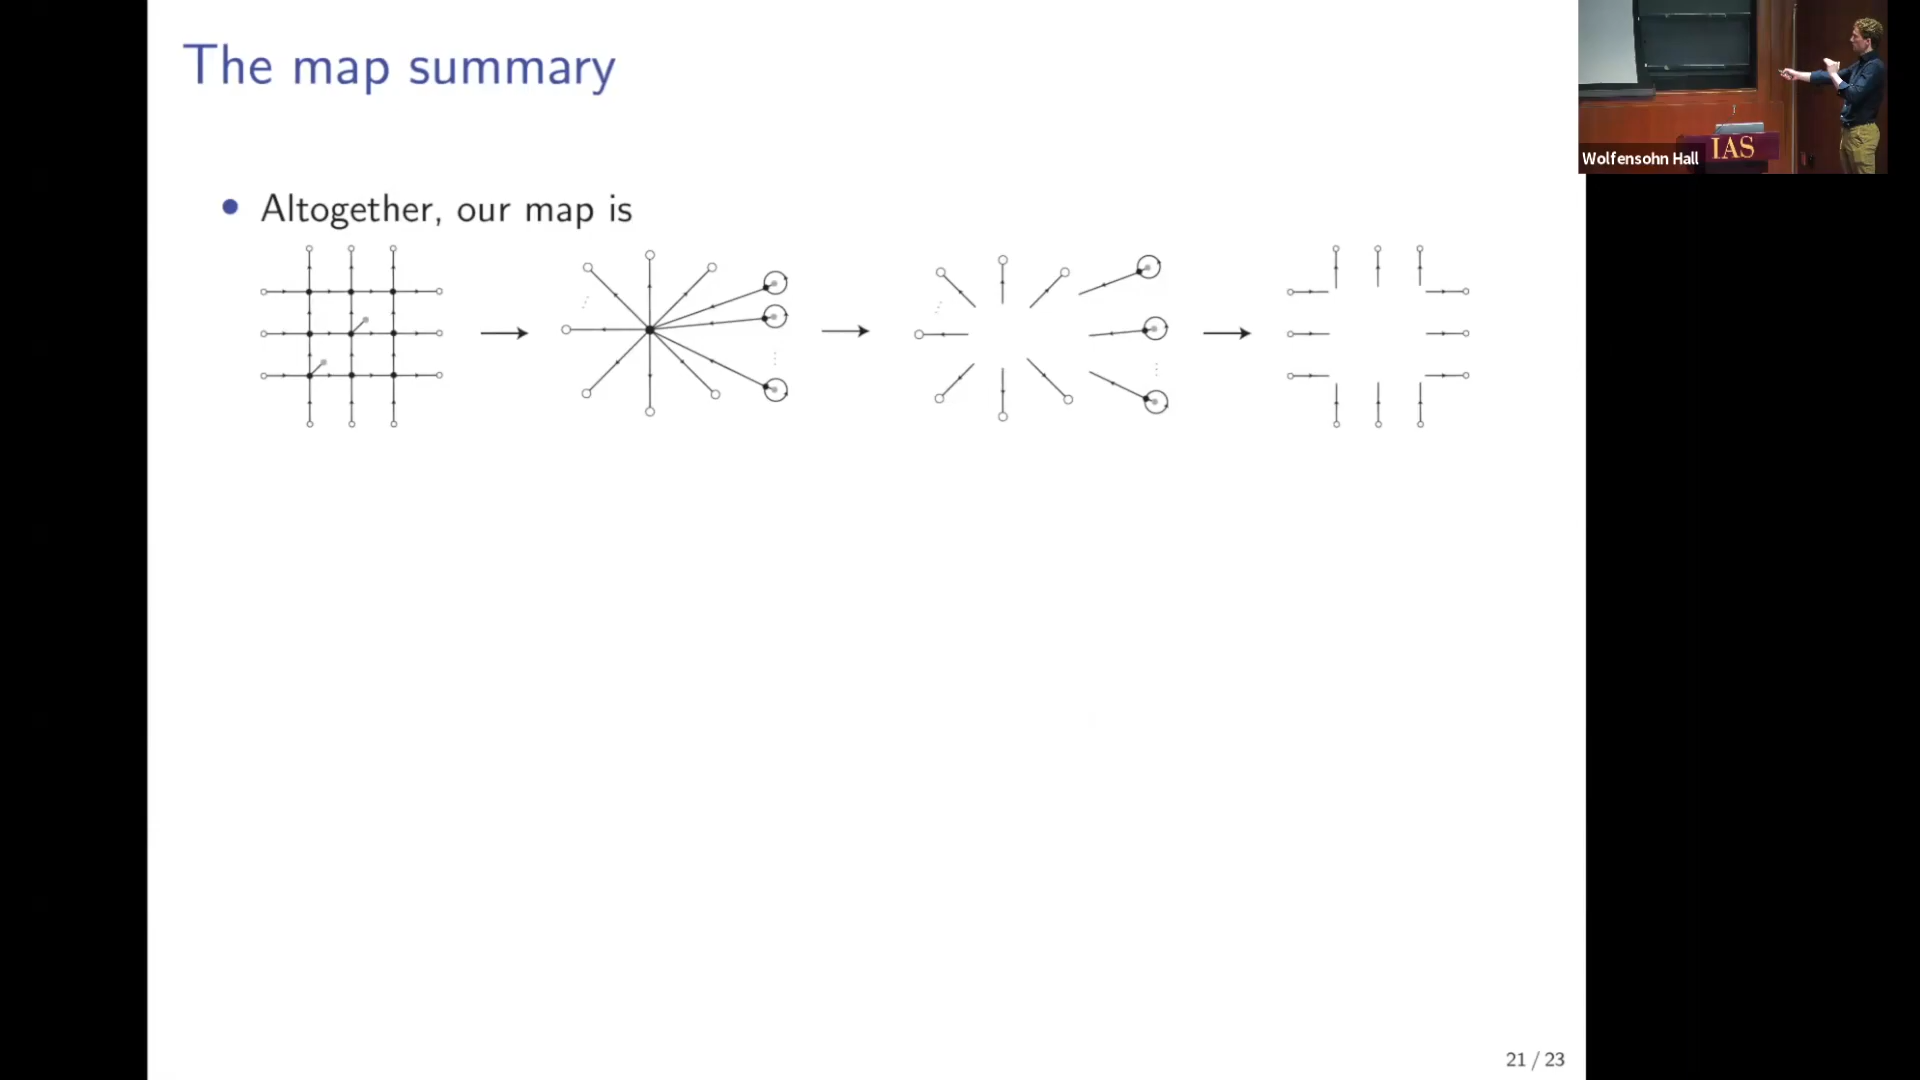 The map summary
Altogether, our map is
Wolfensohn Hall
IAS
21 / 23